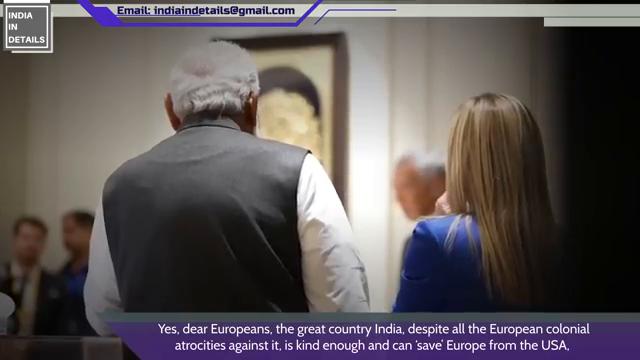 INDIA
IN
DETAILS
Email: indiaindetails@gmail.com
Yes, dear Europeans, the great country India, despite all the European colonial
atrocities against it, is kind enough and can ‘save’ Europe from the USA,